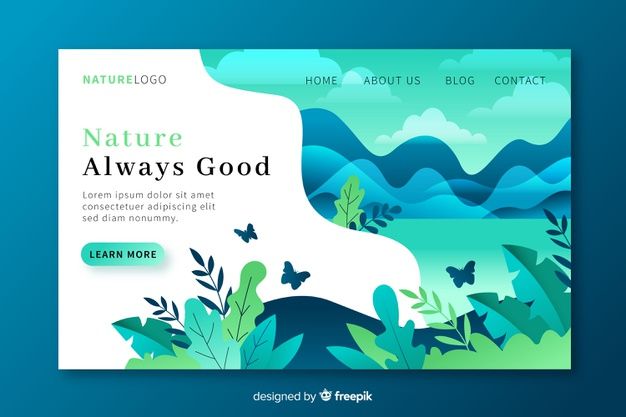 NATURELOGO
HOME ABOUT US BLOG CONTACT
Nature
Always Good
Lorem ipsum dolor sit amet,
consectetuer adipiscing elit, sed
diam nonummy.
LEARN MORE
designed by freepik